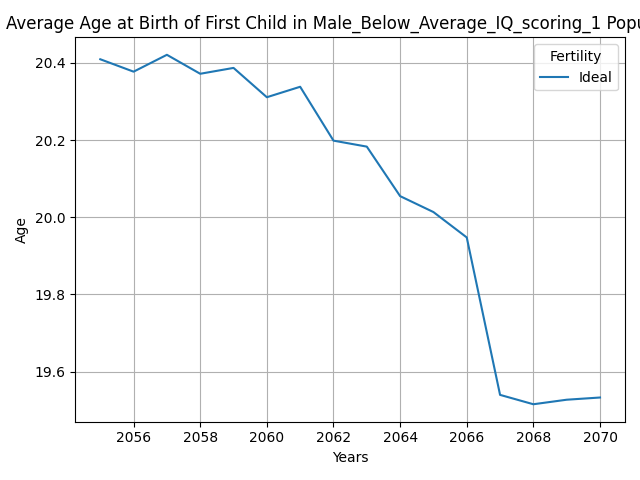 Average Age at Birth of First Child in Male_Below_Average_IQ_scoring_1 Popu
Fertility
Ideal
20.4
20.2
20.0
19.8
19.6
Age
2056 2058 2060 2062 2064 2066 2068 2070
Years